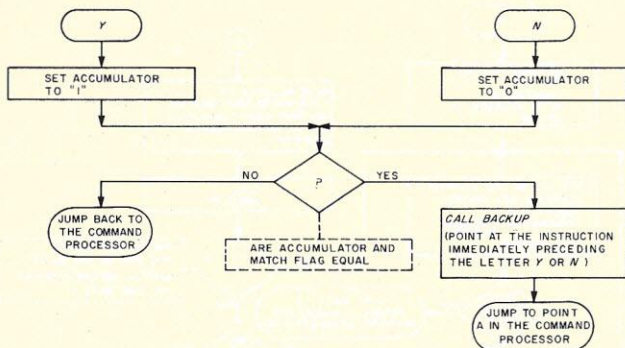 Y
N
SET ACCUMULATOR
TO "1"
SET ACCUMULATOR
TO "0"
NO
?
YES
JUMP BACK TO
THE COMMAND
PROCESSOR
ARE ACCUMULATOR AND
MATCH FLAG EQUAL
CALL BACKUP
(POINT AT THE INSTRUCTION
IMMEDIATELY PRECEDING
THE LETTER Y OR N)
JUMP TO POINT
A IN THE COMMAND
PROCESSOR